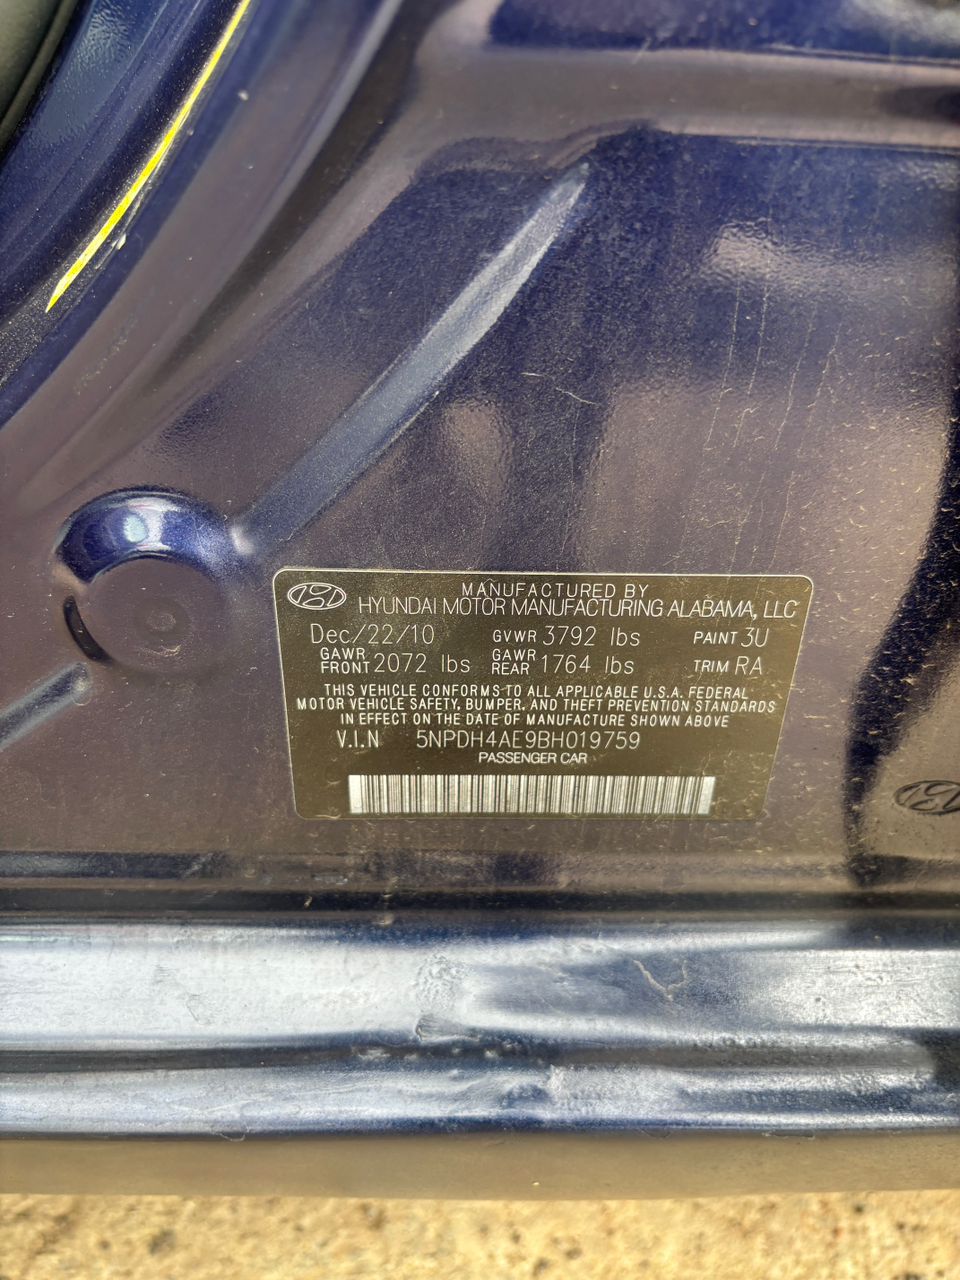 MANUFACTURED BY
HYUNDAI MOTOR MANUFACTURING ALABAMA, LLC
Dec/22/10 GVWR 3792 lbs PAINT 3U
GAWR FRONT 2072 lbs GAWR REAR 1764 lbs TRIM RA
THIS VEHICLE CONFORMS TO ALL APPLICABLE U.S.A. FEDERAL
MOTOR VEHICLE SAFETY, BUMPER, AND THEFT PREVENTION STANDARDS
IN EFFECT ON THE DATE OF MANUFACTURE SHOWN ABOVE
V.I.N 5NPDH4AE9BH019759
PASSENGER CAR